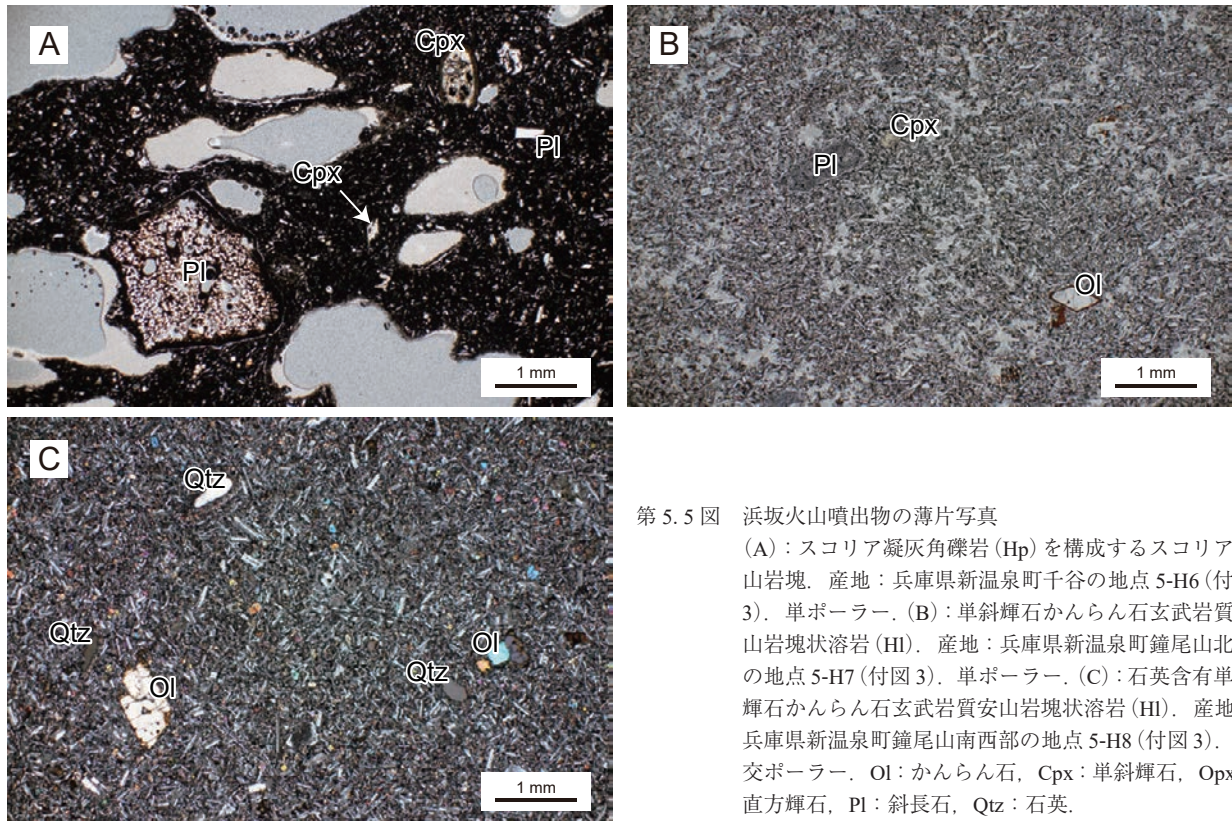 A
Cpx
Pl
Cpx
Pl
1 mm
B
Cpx
Pl
Ol
1 mm
C
Qtz
Qtz
Ol
Qtz
Ol
1 mm
第 5. 5 図 浜坂火山噴出物の薄片写真
(A)：スコリア凝灰角礫岩 (Hp) を構成するスコリア
山岩塊．産地：兵庫県新温泉町千谷の地点 5-H6 (付
3)．単ポーラー．(B)：単斜輝石かんらん石玄武岩質
山岩塊状溶岩 (Hl)．産地：兵庫県新温泉町鐘尾山北
の地点 5-H7 (付図 3)．単ポーラー．(C)：石英含有単
輝石かんらん石玄武岩質安山岩塊状溶岩 (Hl)．産地
兵庫県新温泉町鐘尾山南西部の地点 5-H8 (付図 3)．
交ポーラー．Ol：かんらん石，Cpx：単斜輝石，Opx
直方輝石，Pl：斜長石，Qtz：石英．